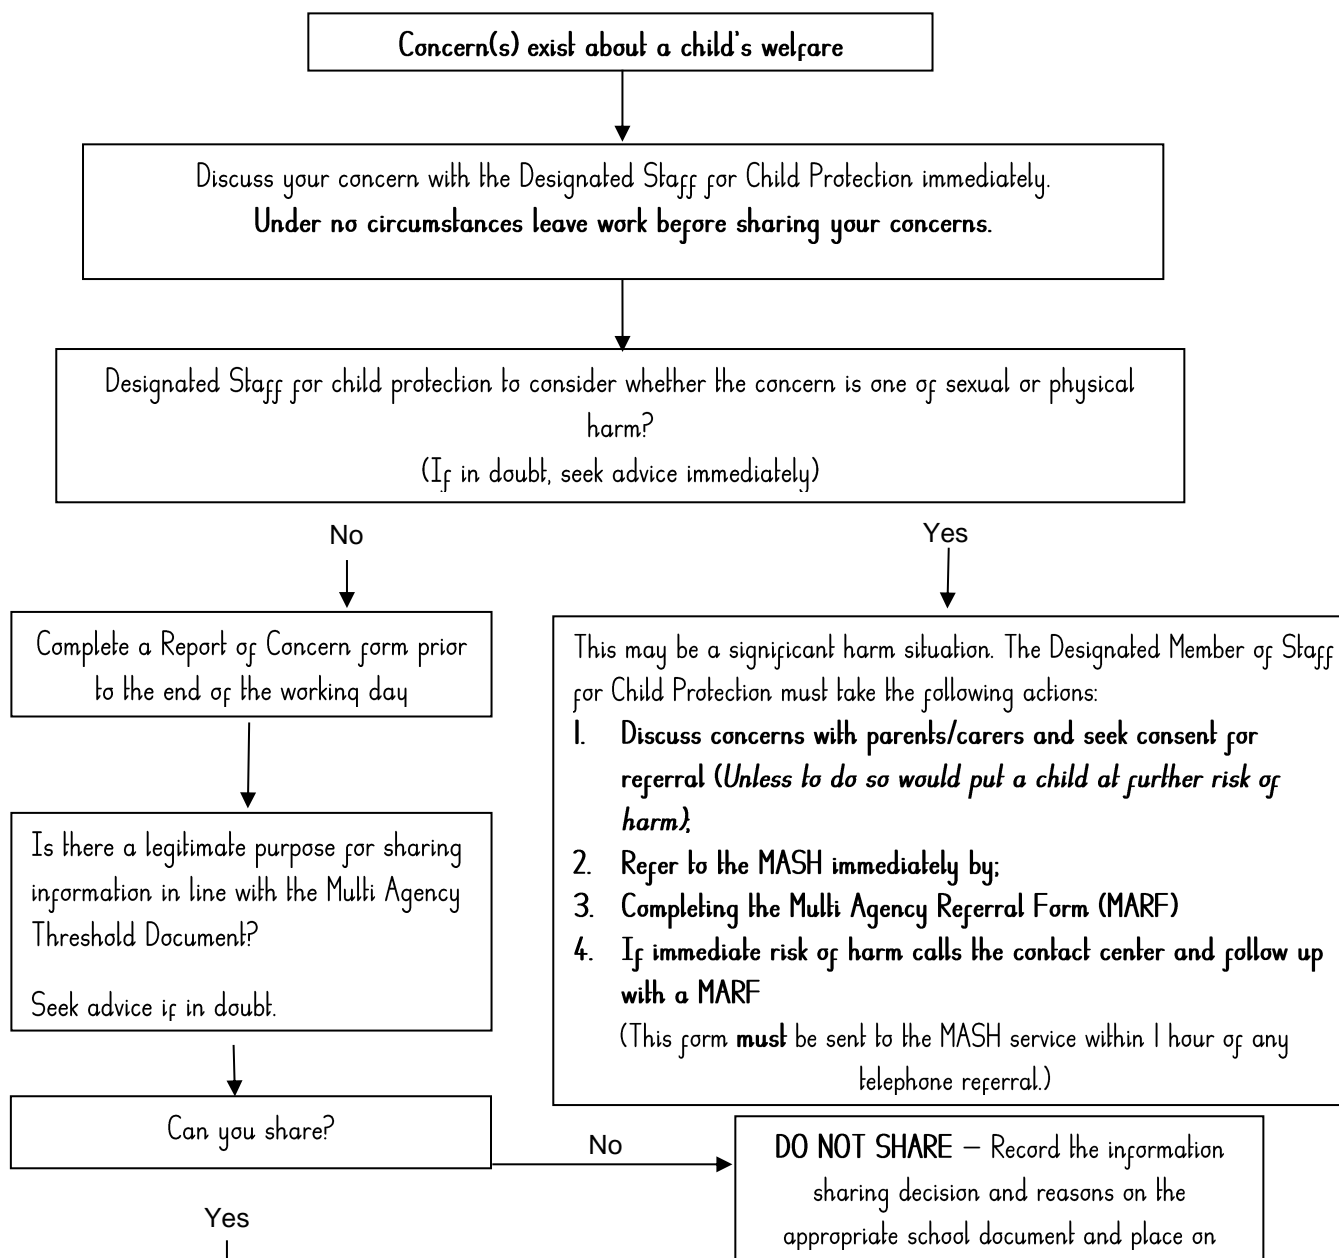 Concern(s) exist about a child's welfare
Discuss your concern with the Designated Staff for Child Protection immediately.
Under no circumstances leave work before sharing your concerns.
Designated Staff for child protection to consider whether the concern is one of sexual or physical
harm?
(If in doubt, seek advice immediately)
No
Yes
Complete a Report of Concern form prior
to the end of the working day
This may be a significant harm situation. The Designated Member of Staff
for Child Protection must take the following actions:
1. Discuss concerns with parents/carers and seek consent for
referral (Unless to do so would put a child at further risk of
harm);
2. Refer to the MASH immediately by;
3. Completing the Multi Agency Referral Form (MARF)
4. If immediate risk of harm calls the contact center and follow up
with a MARF
(This form must be sent to the MASH service within 1 hour of any
telephone referral.)
Is there a legitimate purpose for sharing
information in line with the Multi Agency
Threshold Document?
Seek advice if in doubt.
Can you share?
No
DO NOT SHARE – Record the information
sharing decision and reasons on the
appropriate school document and place on
Yes